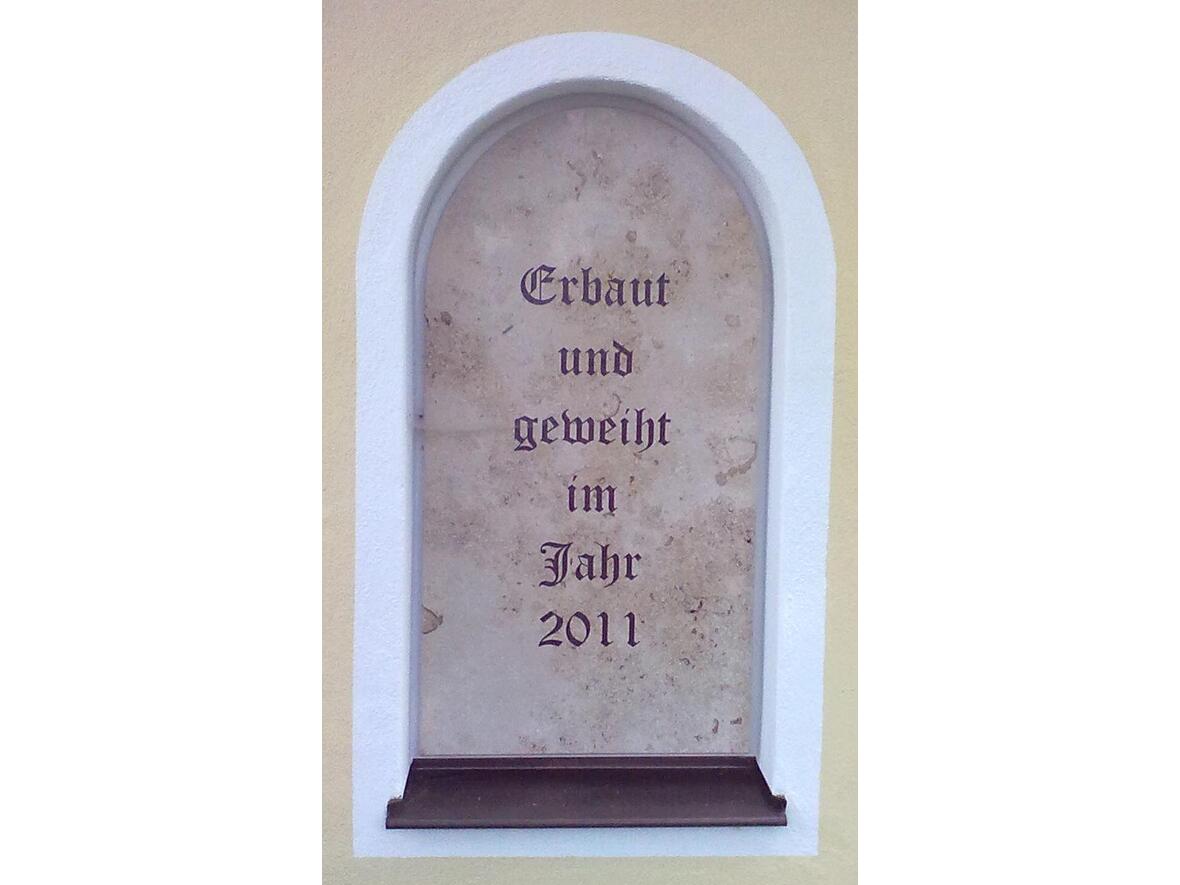 Erbaut
und
geweiht
im
Jahr
2011